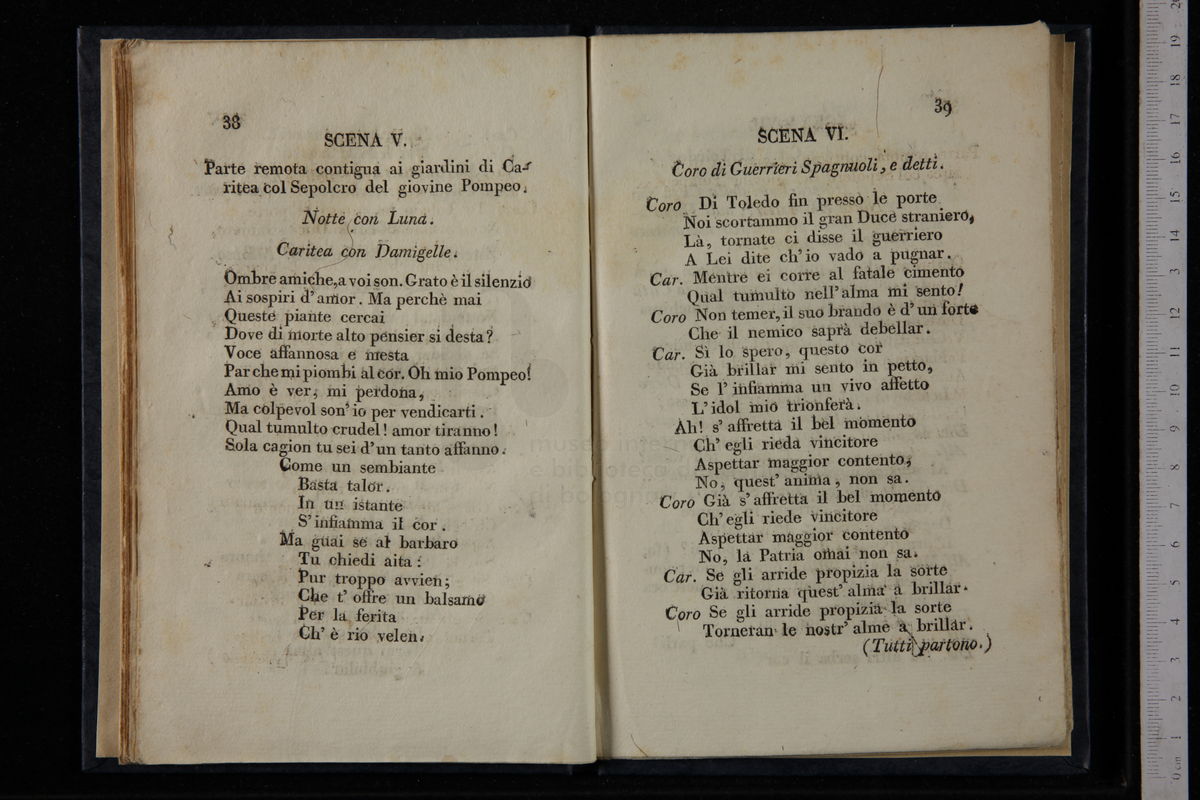 38
SCENA V.
Parte remota contigua ai giardini di Ca-
ritea col Sepolcro del giovine Pompeo.
Notte con Luna.
Caritea con Damigelle.
Ombre amiche, a voi son. Grato è il silenzio
Ai sospiri d'amor. Ma perchè mai
Queste piante cercai
Dove di morte alto pensier si desta?
Voce affannosa e mesta
Par che mi piombi al cor. Oh mio Pompeo!
Amo è ver; mi perdona,
Ma colpevol son' io per vendicarti.
Qual tumulto crudel! amor tiranno!
Sola cagion tu sei d'un tanto affanno.
Come un sembiante
Basta talor.
In un istante
S'infiamma il cor.
Ma guai se al barbaro
Tu chiedi aita:
Pur troppo avvien;
Che t' offre un balsamo
Per la ferita
Ch' è rio velen.
39
SCENA VI.
Coro di Guerrieri Spagnuoli, e detti.
Coro Di Toledo fin presso le porte
Noi scortammo il gran Duce straniero,
Là, tornate ci disse il guerriero
A Lei dite ch' io vado a pugnar.
Car. Mentre ei corre al fatale cimento
Qual tumulto nell' alma mi sento!
Coro Non temer, il suo brando è d' un forte
Che il nemico saprà debellar.
Car. Sì lo spero, questo cor
Già brillar mi sento in petto,
Se l' infiamma un vivo affetto
L' idol mio trionferà.
Ah! s' affretta il bel momento
Ch' egli rieda vincitore
Aspettar maggior contento,
No, quest' anima, non sa.
Coro Già s' affretta il bel momento
Ch' egli riede vincitore
Aspettar maggior contento
No, la Patria omai non sa.
Car. Se gli arride propizia la sorte
Già ritorna quest' alma a brillar.
Coro Se gli arride propizia la sorte
Torneran le nostr' alme a brillar.
(Tutti partono.)